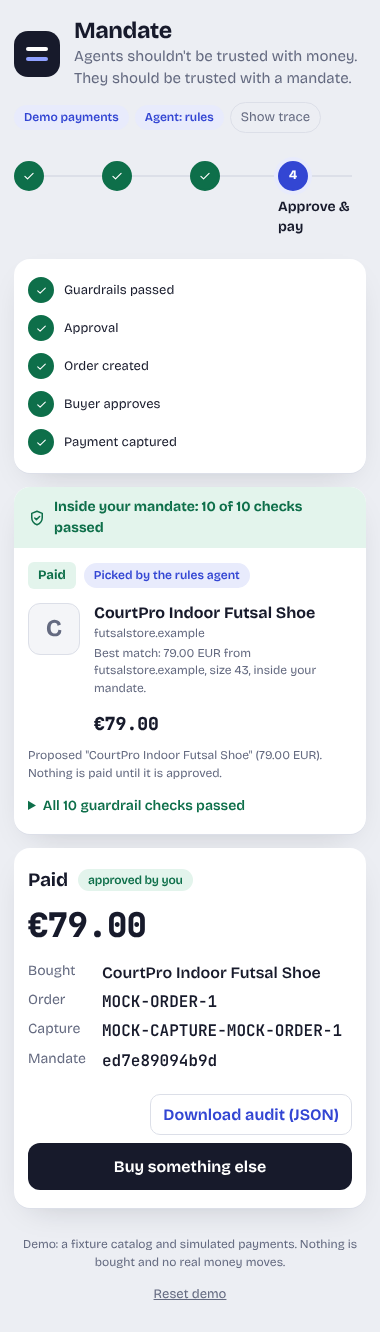 Mandate
Agents shouldn't be trusted with money.
They should be trusted with a mandate.
Demo payments
Agent: rules
Show trace
4
Approve &
pay
Guardrails passed
Approval
Order created
Buyer approves
Payment captured
Inside your mandate: 10 of 10 checks
passed
Paid
Picked by the rules agent
C
CourtPro Indoor Futsal Shoe
futsalstore.example
Best match: 79.00 EUR from
futsalstore.example, size 43, inside your
mandate.
€79.00
Proposed "CourtPro Indoor Futsal Shoe" (79.00 EUR).
Nothing is paid until it is approved.
All 10 guardrail checks passed
Paid
approved by you
€79.00
Bought CourtPro Indoor Futsal Shoe
Order MOCK-ORDER-1
Capture MOCK-CAPTURE-MOCK-ORDER-1
Mandate ed7e89094b9d
Download audit (JSON)
Buy something else
Demo: a fixture catalog and simulated payments. Nothing is
bought and no real money moves.
Reset demo